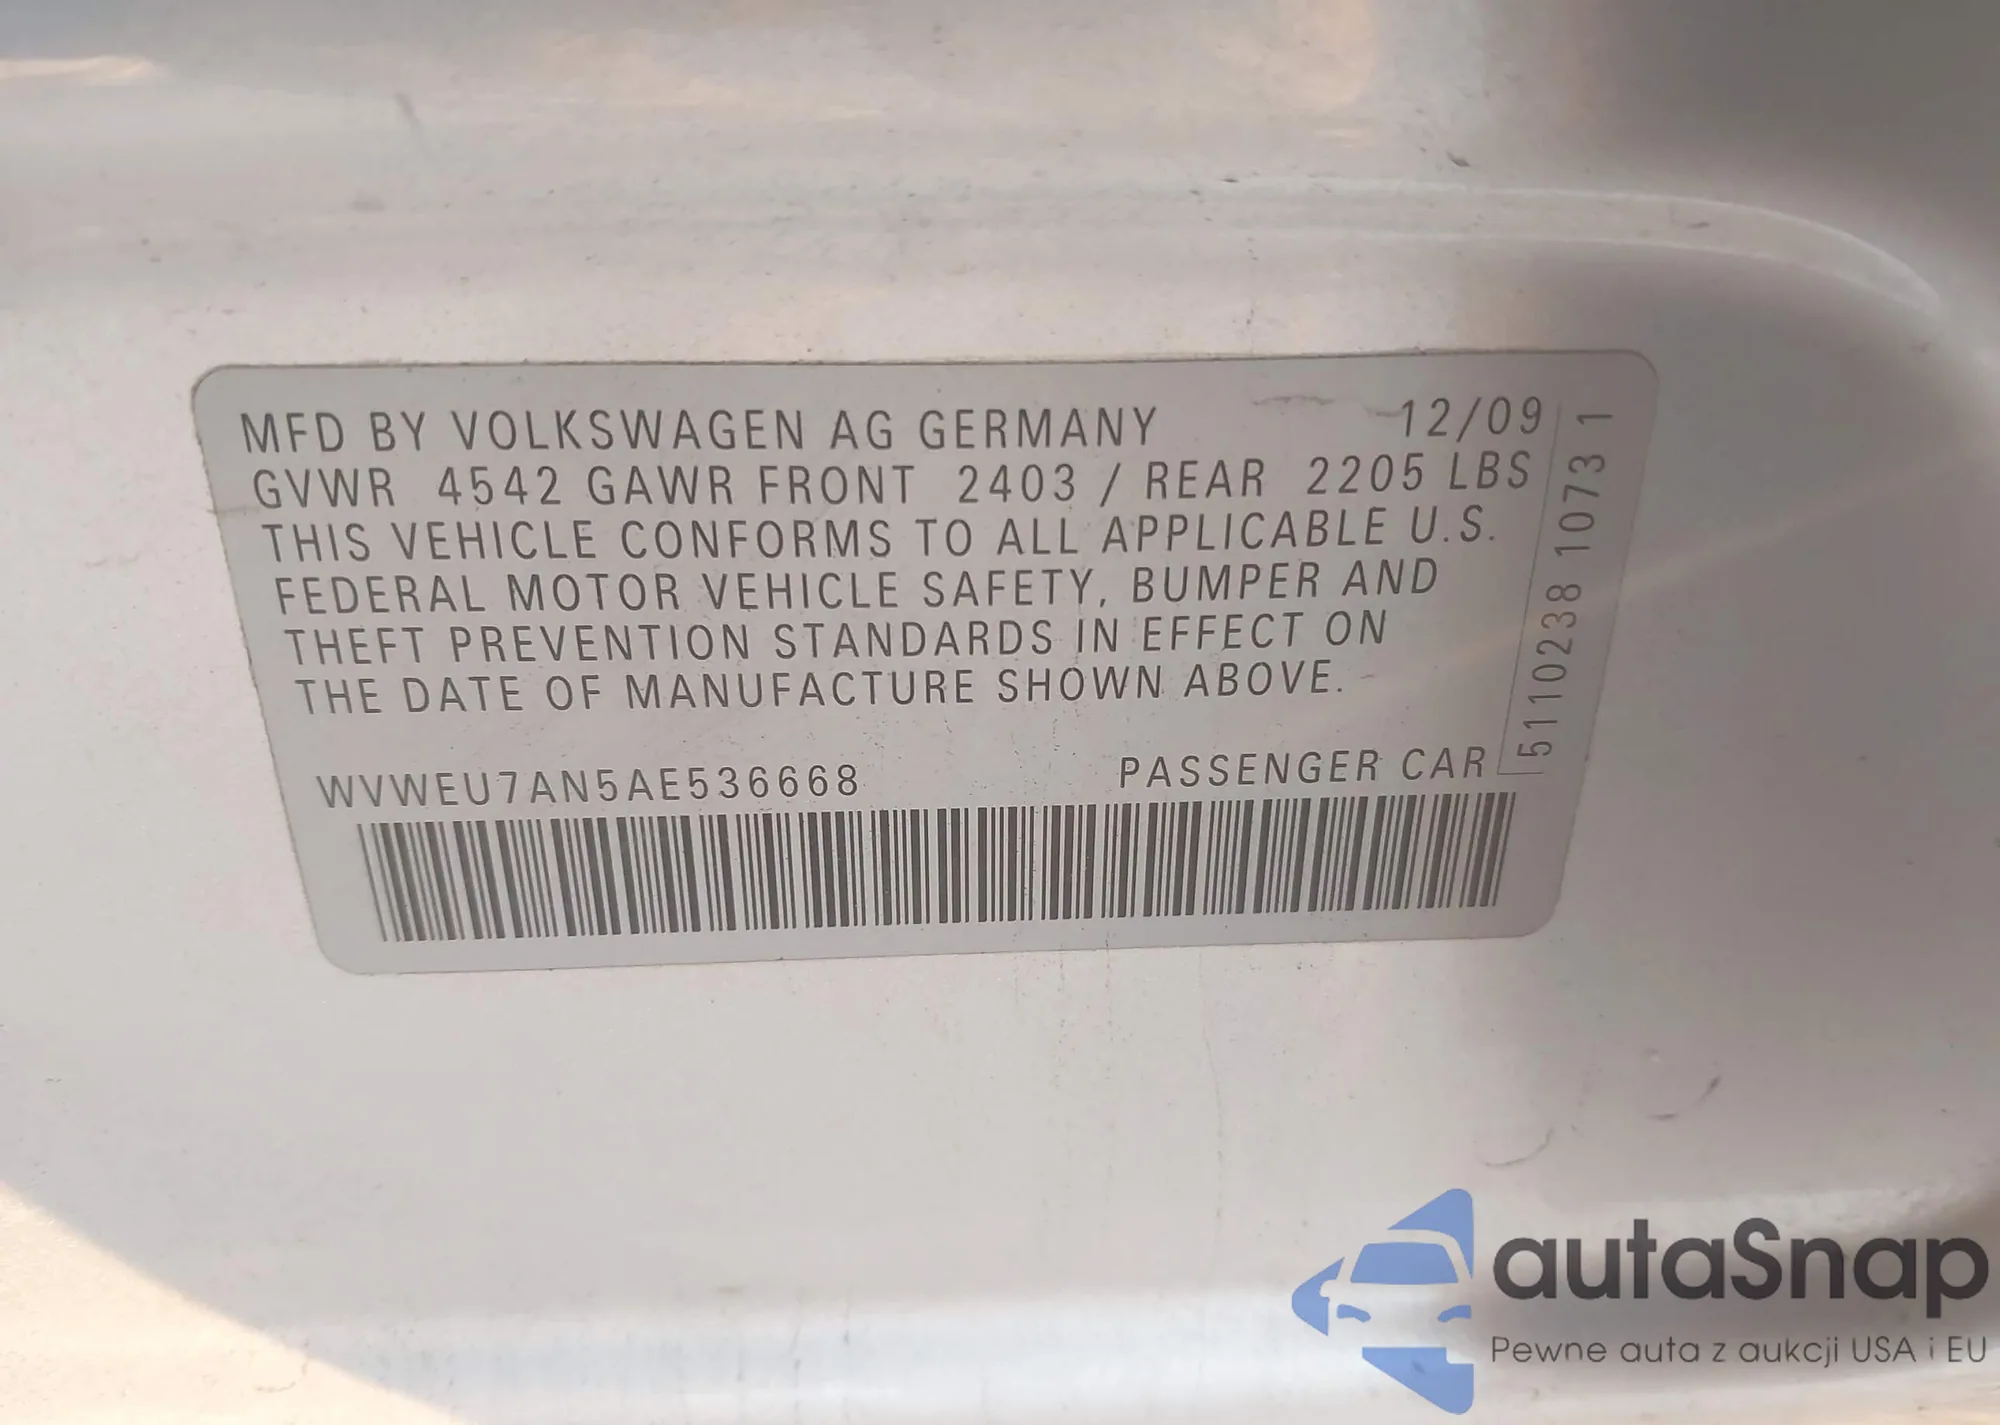 MFD BY VOLKSWAGEN AG GERMANY 12/09
GVWR 4542 GAWR FRONT 2403 / REAR 2205 LBS
THIS VEHICLE CONFORMS TO ALL APPLICABLE U.S.
FEDERAL MOTOR VEHICLE SAFETY, BUMPER AND
THEFT PREVENTION STANDARDS IN EFFECT ON
THE DATE OF MANUFACTURE SHOWN ABOVE.
WVWEU7AN5AE536668 PASSENGER CAR
5110238 1073 1
autaSnap
Pewne auta z aukcji USA i EU